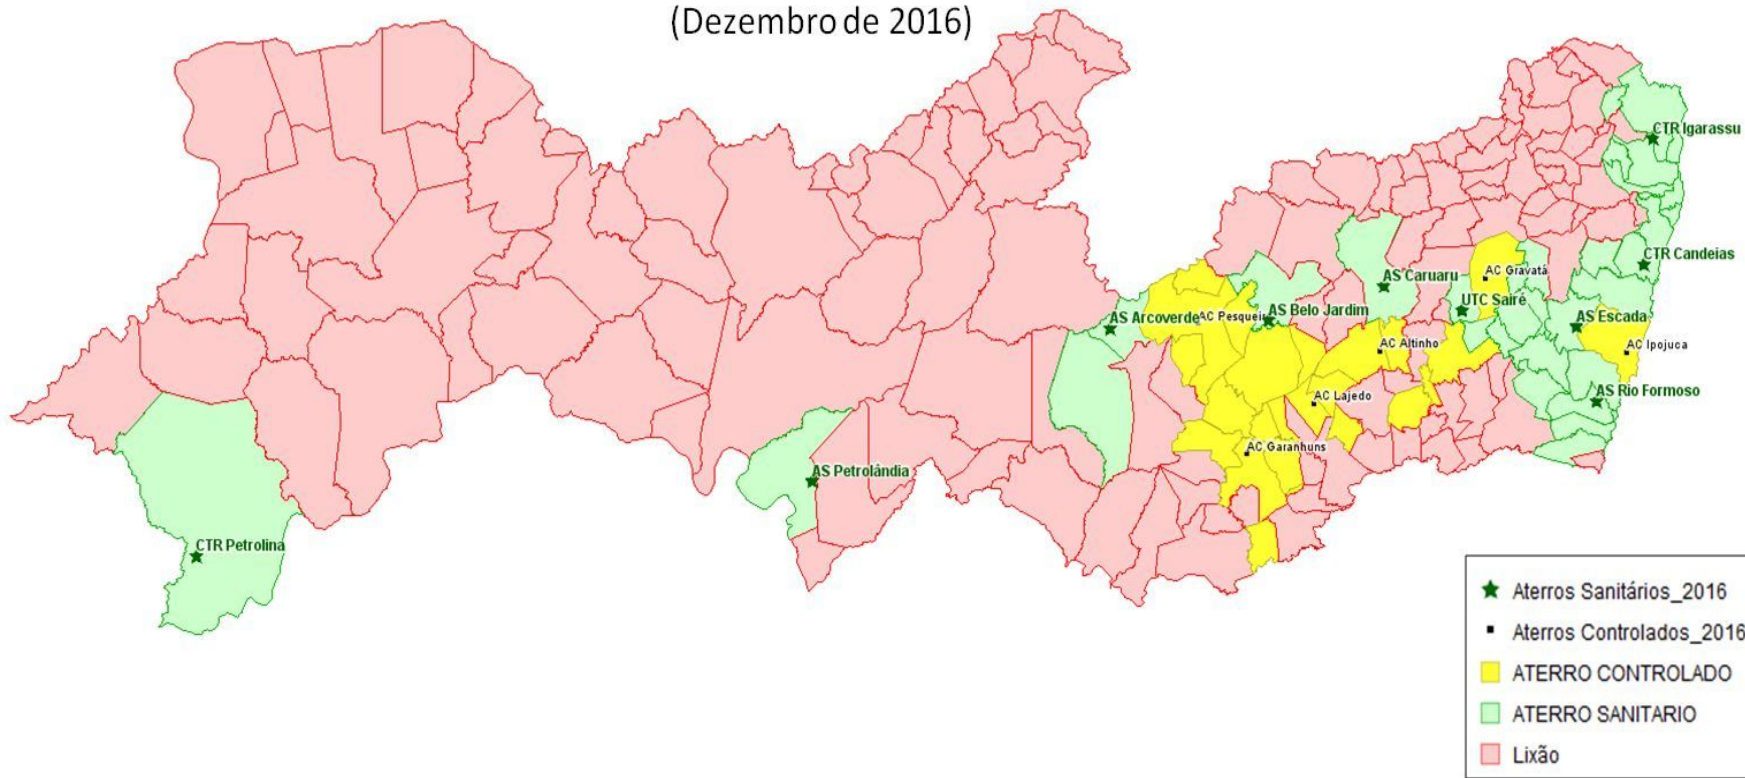 (Dezembro de 2016)
CTR Igarassu
CTR Candeias
AC Gravatá
AS Caruaru
UTC Sairé
AS Belo Jardim
AS Arcoverde
AC Pesquei
AS Escada
AC Altinho
AC Ipojuca
AS Rio Formoso
AC Lajedo
AC Garanhuns
AS Petrolândia
CTR Petrolina
Aterros Sanitários_2016
Aterros Controlados_2016
ATERRO CONTROLADO
ATERRO SANITARIO
Lixão